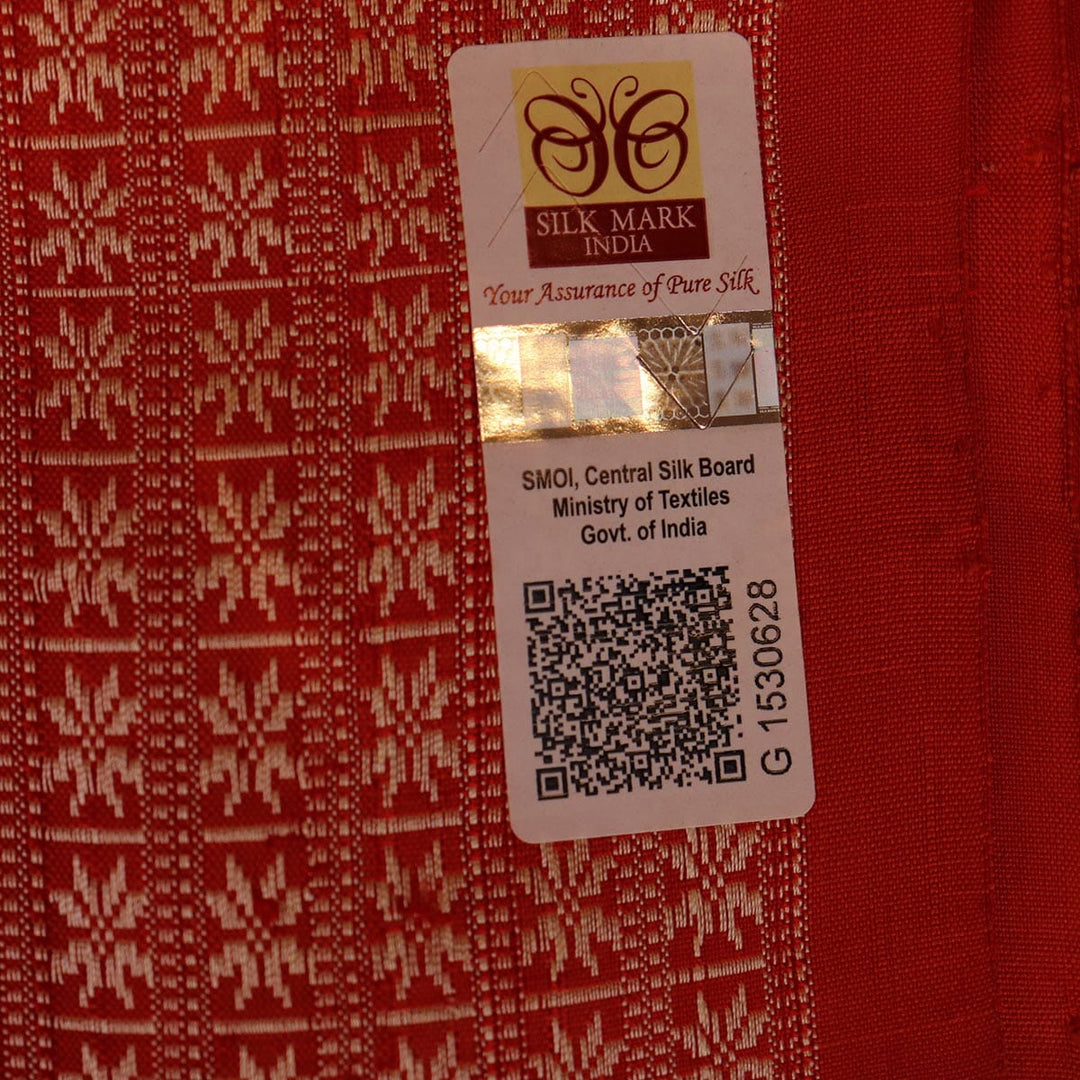 SILK MARK
INDIA
Your Assurance of Pure Silk
SMOI, Central Silk Board
Ministry of Textiles
Govt. of India
G 1530628